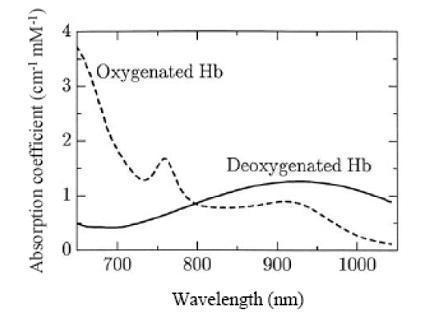 4
Oxygenated Hb
3
2
Deoxygenated Hb
1
0
700 800 900 1000
Wavelength (nm)
Absorption coefficient (cm⁻¹ mM⁻¹)